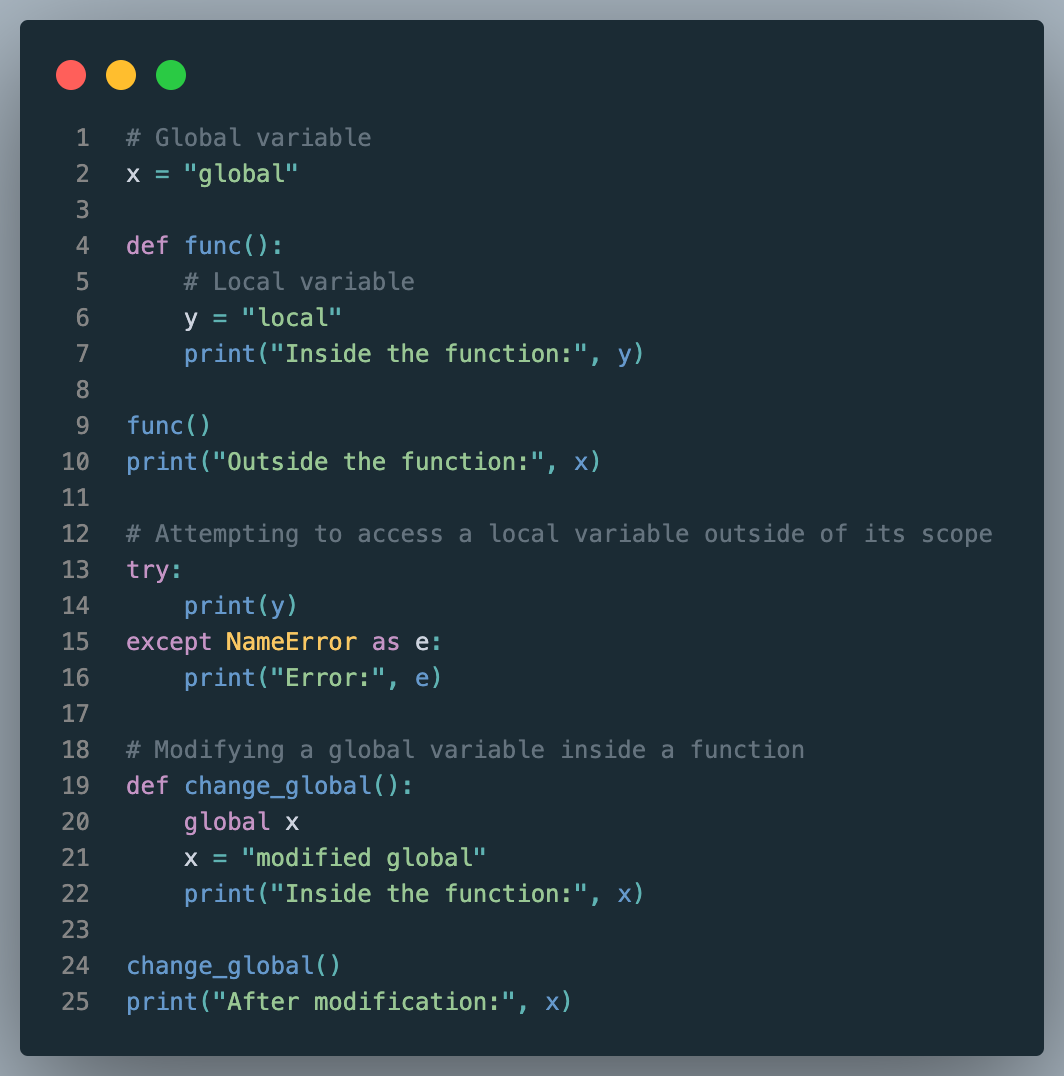 1 # Global variable
2 x = "global"
3
4 def func():
5     # Local variable
6     y = "local"
7     print("Inside the function:", y)
8
9 func()
10 print("Outside the function:", x)
11
12 # Attempting to access a local variable outside of its scope
13 try:
14     print(y)
15 except NameError as e:
16     print("Error:", e)
17
18 # Modifying a global variable inside a function
19 def change_global():
20     global x
21     x = "modified global"
22     print("Inside the function:", x)
23
24 change_global()
25 print("After modification:", x)